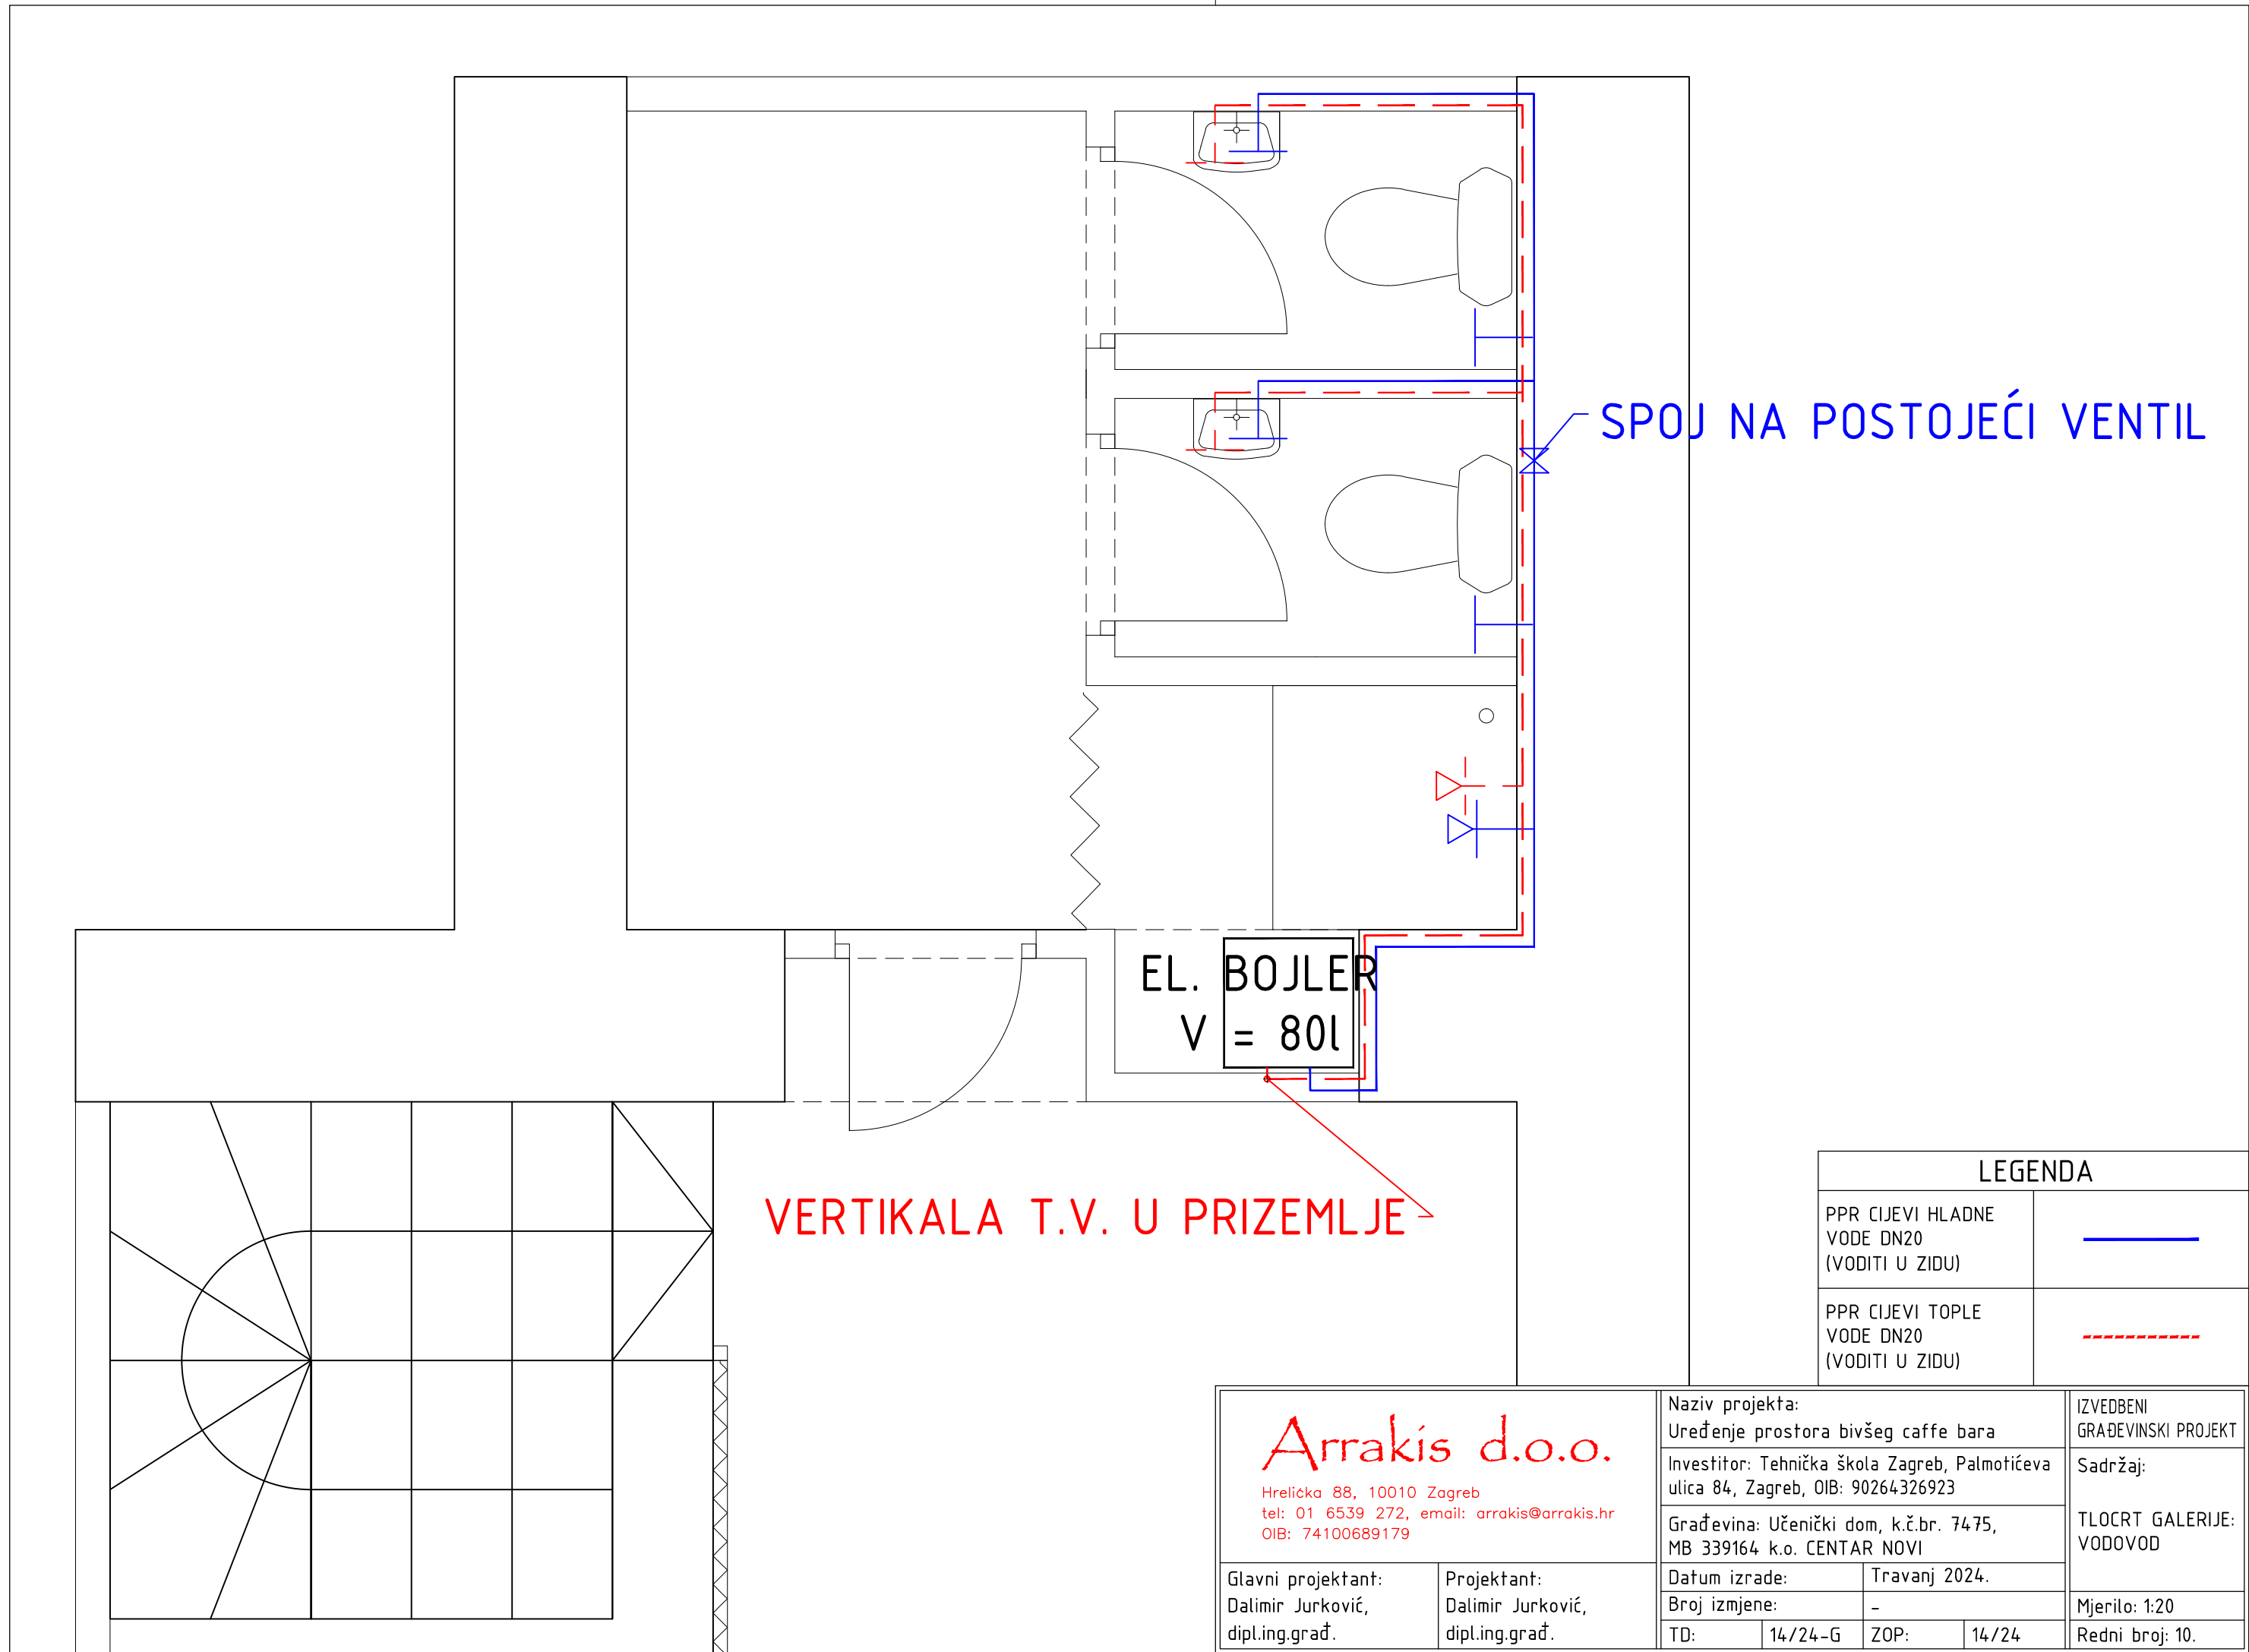 SPOJ NA POSTOJEĆI VENTIL
EL. BOJLER
V = 80l
VERTIKALA T.V. U PRIZEMLJE
LEGENDA
PPR CIJEVI HLADNE
VODE DN20
(VODITI U ZIDU)
PPR CIJEVI TOPLE
VODE DN20
(VODITI U ZIDU)
Arrakis d.o.o.
Hrelićka 88, 10010 Zagreb
tel: 01 6539 272, email: arrakis@arrakis.hr
OIB: 74100689179
Glavni projektant:
Dalimir Jurković,
dipl.ing.građ.
Projektant:
Dalimir Jurković,
dipl.ing.građ.
Naziv projekta:
Uređenje prostora bivšeg caffe bara
Investitor: Tehnička škola Zagreb, Palmotićeva
ulica 84, Zagreb, OIB: 90264326923
Građevina: Učenički dom, k.č.br. 7475,
MB 339164 k.o. CENTAR NOVI
Datum izrade: Travanj 2024.
Broj izmjene: -
TD: 14/24-G ZOP: 14/24
IZVEDBENI
GRAĐEVINSKI PROJEKT
Sadržaj:
TLOCRT GALERIJE:
VODOVOD
Mjerilo: 1:20
Redni broj: 10.